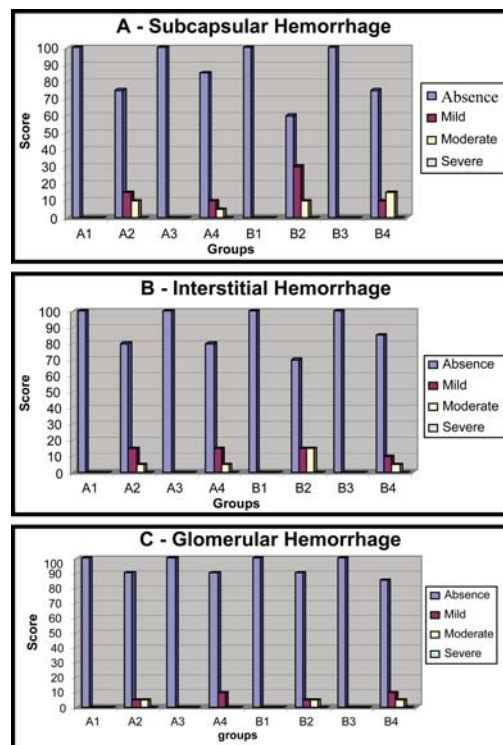 A - Subcapsular Hemorrhage
100
90
80
70
60
50
40
30
20
10
0
Score
A1 A2 A3 A4 B1 B2 B3 B4
Groups
Absence
Mild
Moderate
Severe
B - Interstitial Hemorrhage
100
90
80
70
60
50
40
30
20
10
0
Score
A1 A2 A3 A4 B1 B2 B3 B4
Groups
Absence
Mild
Moderate
Severe
C - Glomerular Hemorrhage
100
90
80
70
60
50
40
30
20
10
0
Score
A1 A2 A3 A4 B1 B2 B3 B4
groups
Absence
Mild
Moderate
Severe